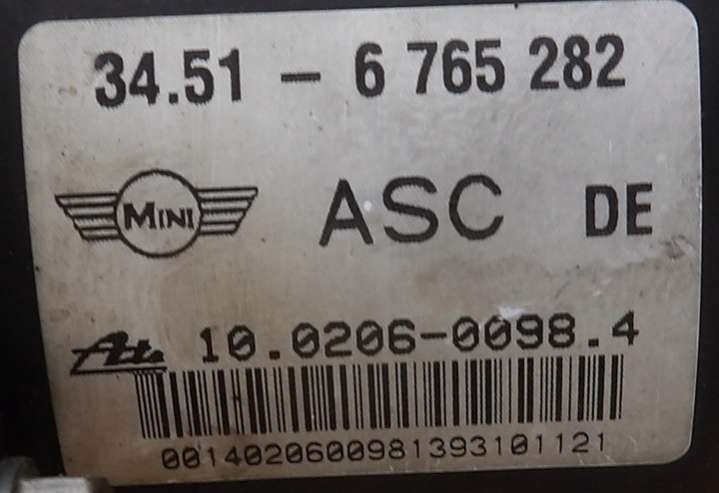 34.51 - 6 765 282
MINI ASC DE
Ate 10.0206-0098.4
0014020600981393101121